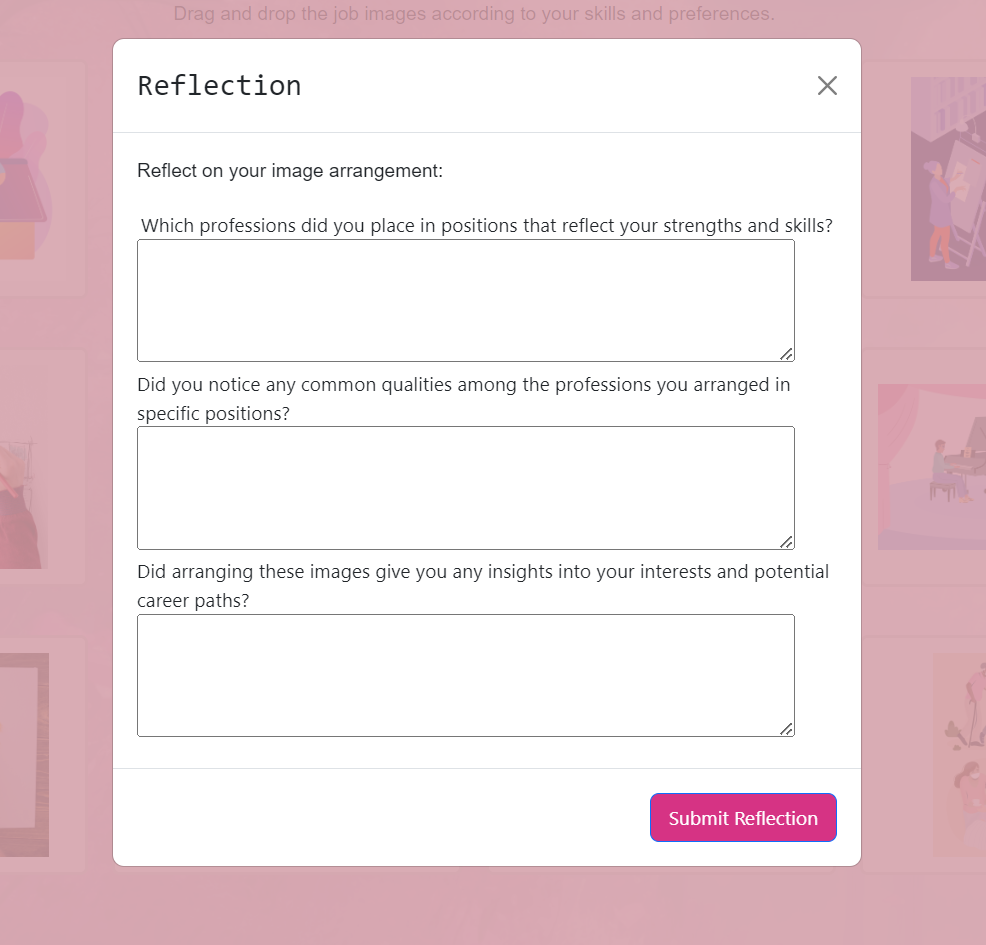 Drag and drop the job images according to your skills and preferences.
Reflection
Reflect on your image arrangement:
Which professions did you place in positions that reflect your strengths and skills?
Did you notice any common qualities among the professions you arranged in
specific positions?
Did arranging these images give you any insights into your interests and potential
career paths?
Submit Reflection